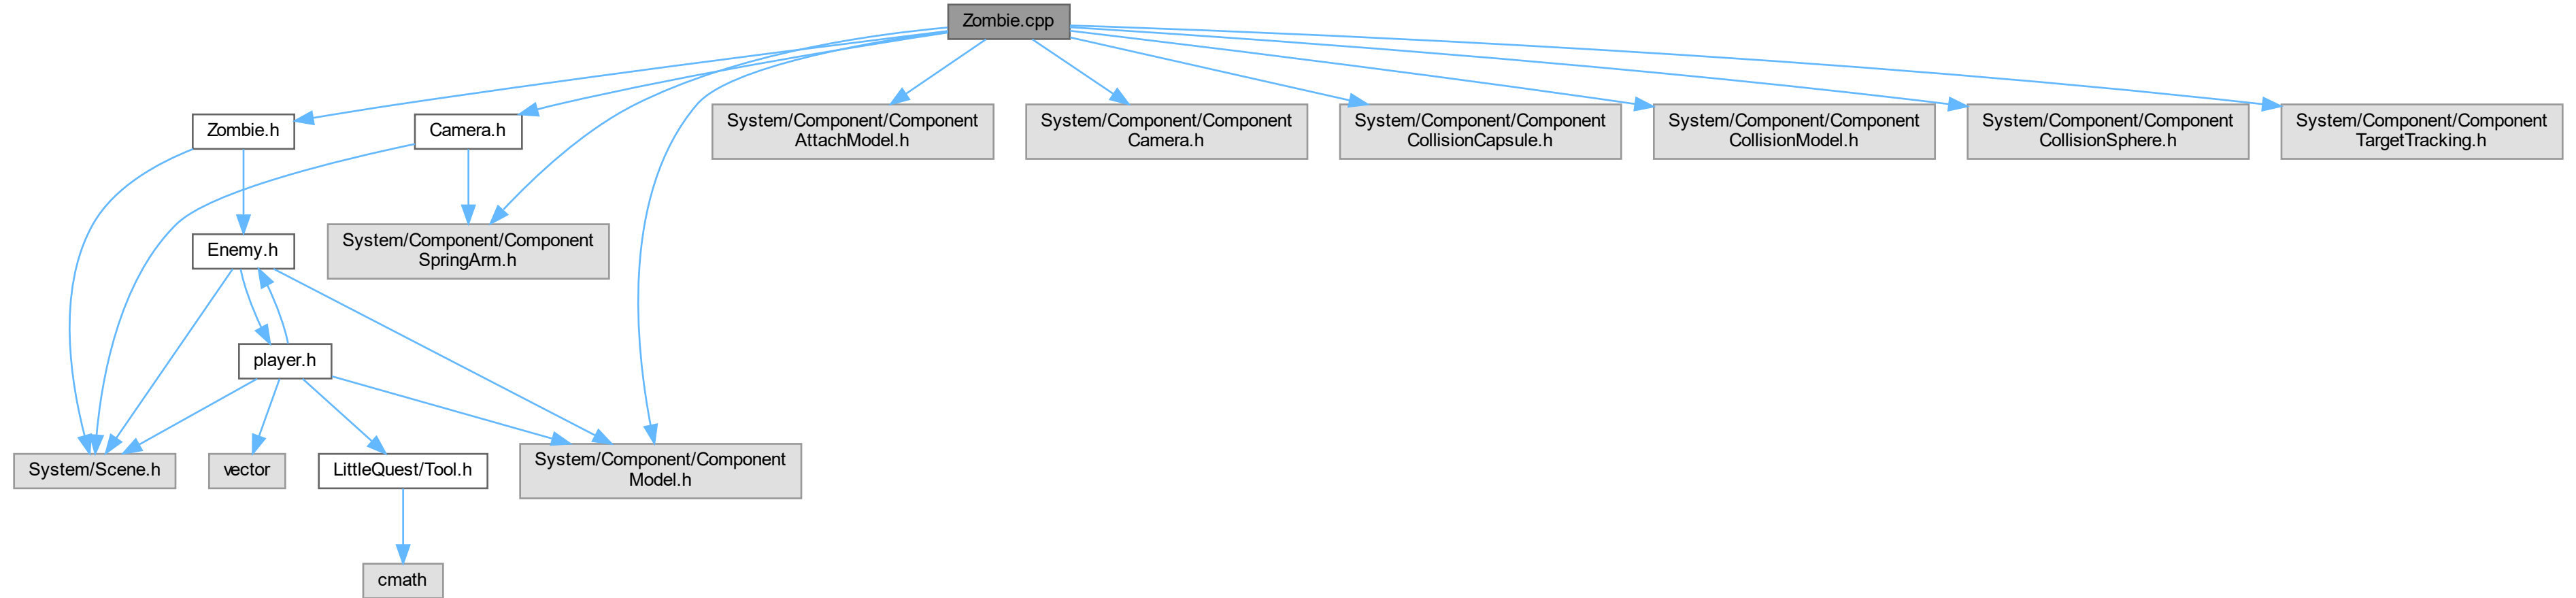 Zombie.cpp
Zombie.h
Camera.h
System/Component/Component
AttachModel.h
System/Component/Component
Camera.h
System/Component/Component
CollisionCapsule.h
System/Component/Component
CollisionModel.h
System/Component/Component
CollisionSphere.h
System/Component/Component
TargetTracking.h
Enemy.h
System/Component/Component
SpringArm.h
player.h
System/Scene.h
vector
LittleQuest/Tool.h
System/Component/Component
Model.h
cmath